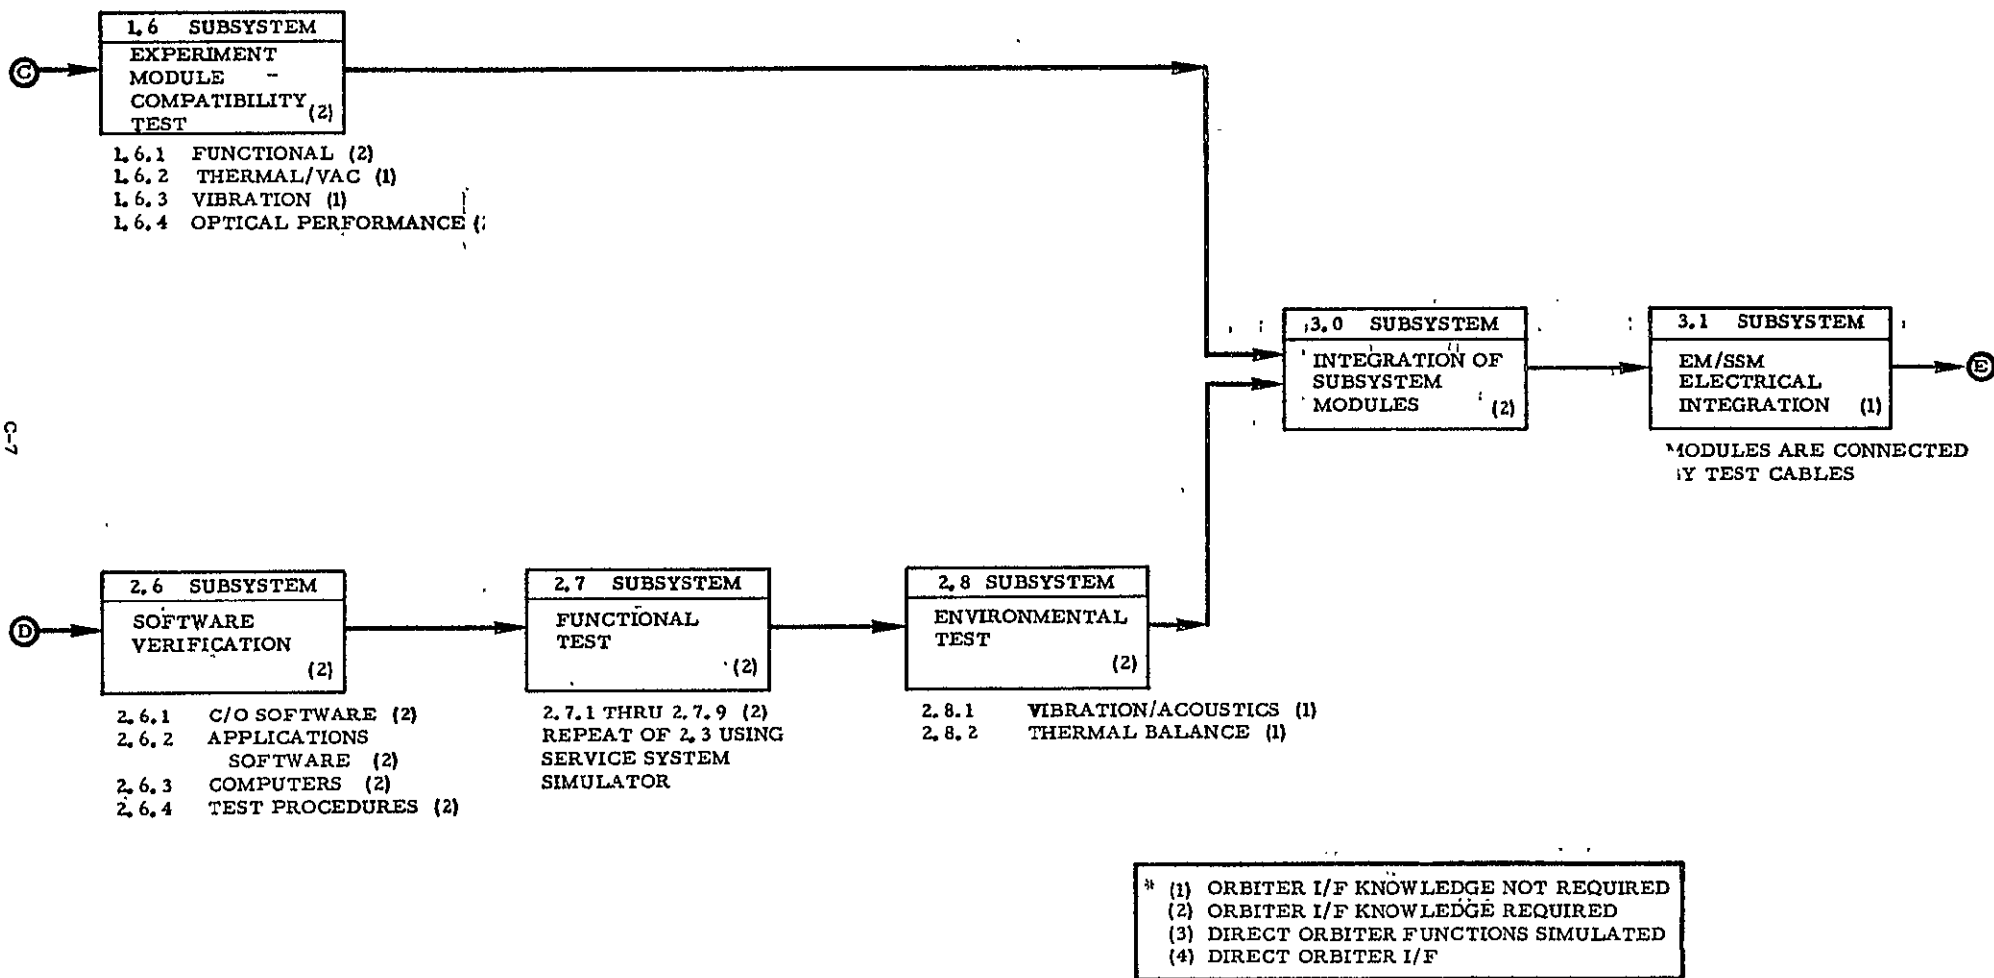 1.6 SUBSYSTEM
EXPERIMENT
MODULE -
COMPATIBILITY
TEST (2)
C
1.6.1 FUNCTIONAL (2)
1.6.2 THERMAL/VAC (1)
1.6.3 VIBRATION (1)
1.6.4 OPTICAL PERFORMANCE
3.0 SUBSYSTEM
INTEGRATION OF
SUBSYSTEM
MODULES (2)
3.1 SUBSYSTEM
EM/SSM
ELECTRICAL
INTEGRATION (1)
E
ARE CONNECTED
TEST CABLES
C-7
D
2.6 SUBSYSTEM
SOFTWARE
VERIFICATION
(2)
2.6.1 C/O SOFTWARE (2)
2.6.2 APPLICATIONS
SOFTWARE (2)
2.6.3 COMPUTERS (2)
2.6.4 TEST PROCEDURES (2)
2.7 SUBSYSTEM
FUNCTIONAL
TEST
(2)
2.7.1 THRU 2.7.9 (2)
REPEAT OF 2.3 USING
SERVICE SYSTEM
SIMULATOR
2.8 SUBSYSTEM
ENVIRONMENTAL
TEST
(2)
2.8.1 VIBRATION/ACOUSTICS (1)
2.8.2 THERMAL BALANCE (1)
* (1) ORBITER I/F KNOWLEDGE NOT REQUIRED
(2) ORBITER I/F KNOWLEDGE REQUIRED
(3) DIRECT ORBITER FUNCTIONS SIMULATED
(4) DIRECT ORBITER I/F